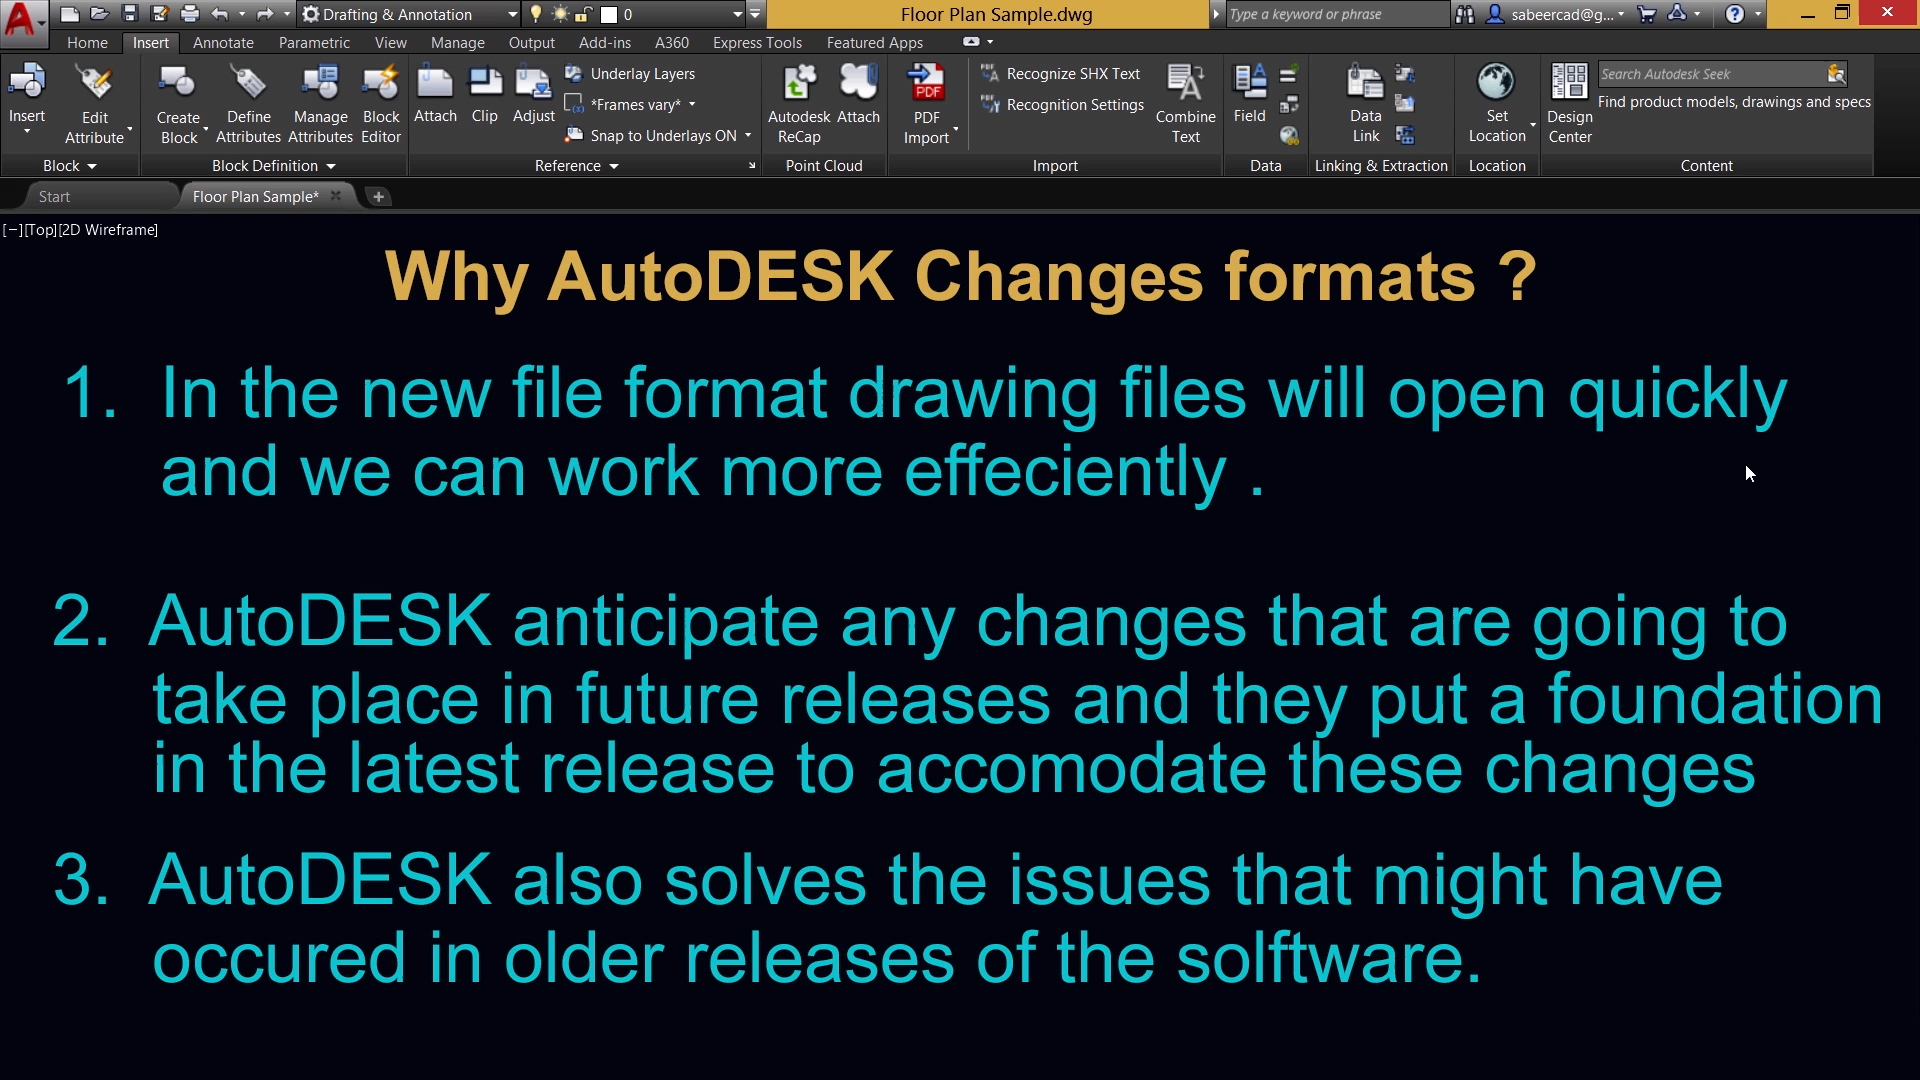 Drafting & Annotation
0
Floor Plan Sample.dwg
Type a keyword or phrase
sabeercad@g...
Home Insert Annotate Parametric View Manage Output Add-ins A360 Express Tools Featured Apps
Insert
Edit
Attribute
Create
Block
Define
Attributes
Manage
Attributes
Block
Editor
Attach
Clip
Adjust
Underlay Layers
*Frames vary*
Snap to Underlays ON
Autodesk
ReCap
Attach
PDF
PDF
Import
Recognize SHX Text
Recognition Settings
Combine
Text
Field
Data
Link
Set
Location
Design
Center
Search Autodesk Seek
Find product models, drawings and specs
Block Block Definition Reference Point Cloud Import Data Linking & Extraction Location Content
Start Floor Plan Sample*
[−][Top][2D Wireframe]
Why AutoDESK Changes formats ?
1. In the new file format drawing files will open quickly
and we can work more effeciently .
2. AutoDESK anticipate any changes that are going to
take place in future releases and they put a foundation
in the latest release to accomodate these changes
3. AutoDESK also solves the issues that might have
occured in older releases of the solftware.